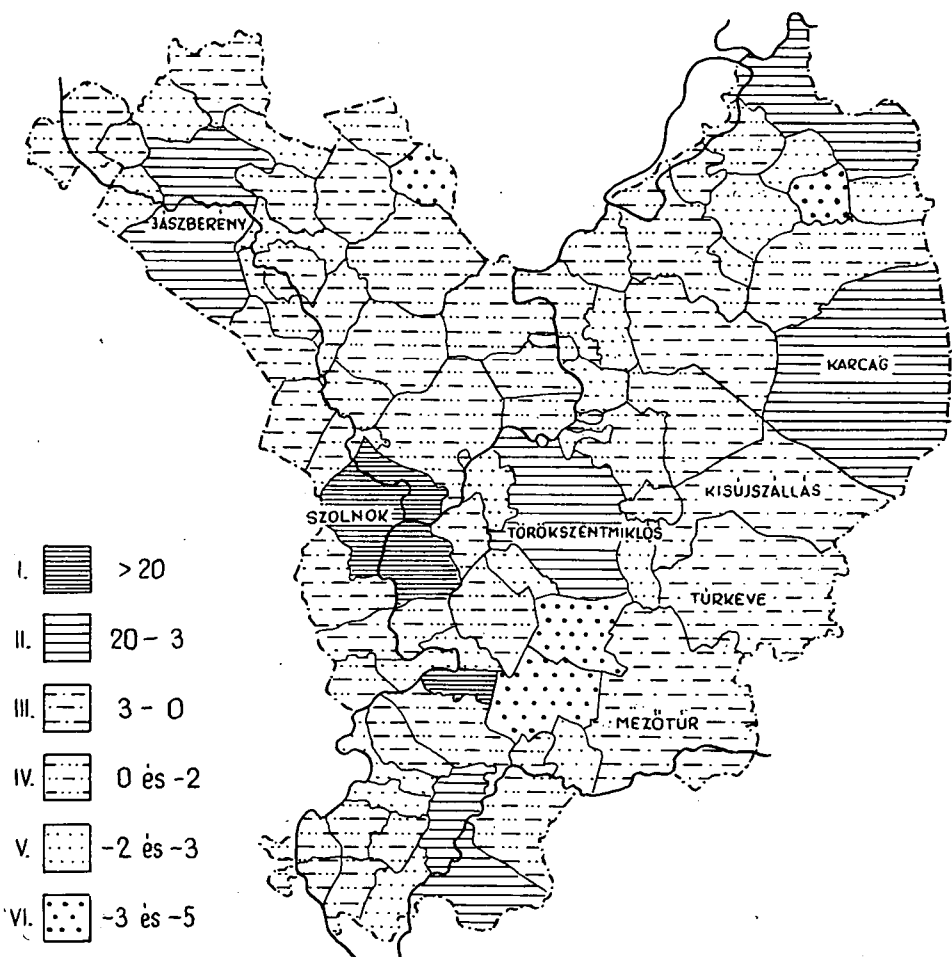 JÁSZBERÉNY
KARCAG
KISÚJSZÁLLÁS
SZOLNOK
TÖRÖKSZENTMIKLÓS
TÚRKEVE
MEZŐTÚR
I. >20
II. 20-3
III. 3-0
IV. 0 és -2
V. -2 és -3
VI. -3 és -5